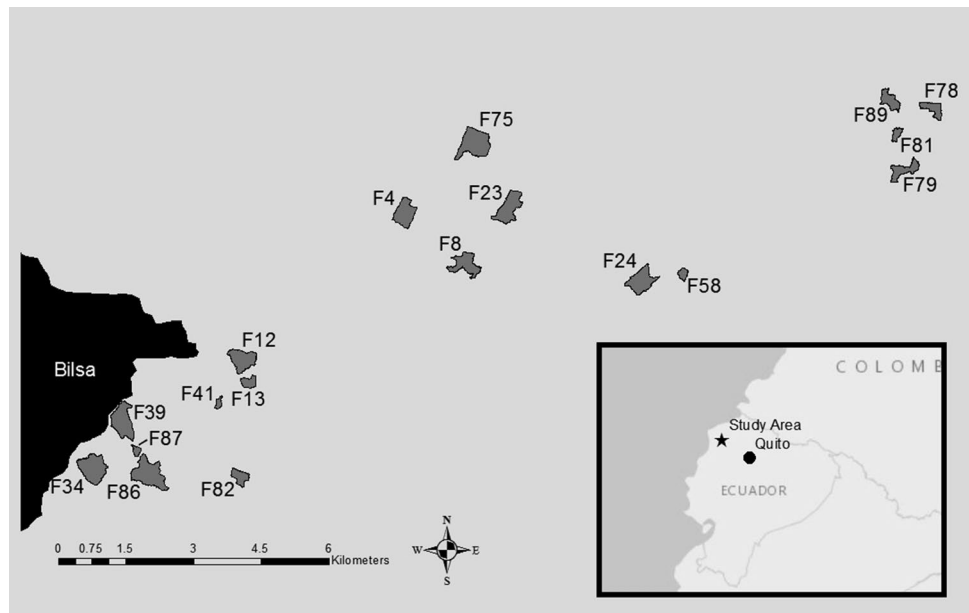 F78
F89
F75
F81
F79
F4
F23
F8
F24
F58
F12
Bilsa
F41
F13
F39
F87
F34
F86
F82
0 0.75 1.5 3 4.5 6
Kilometers
N
W E
S
COLOMB
Study Area
Quito
ECUADOR